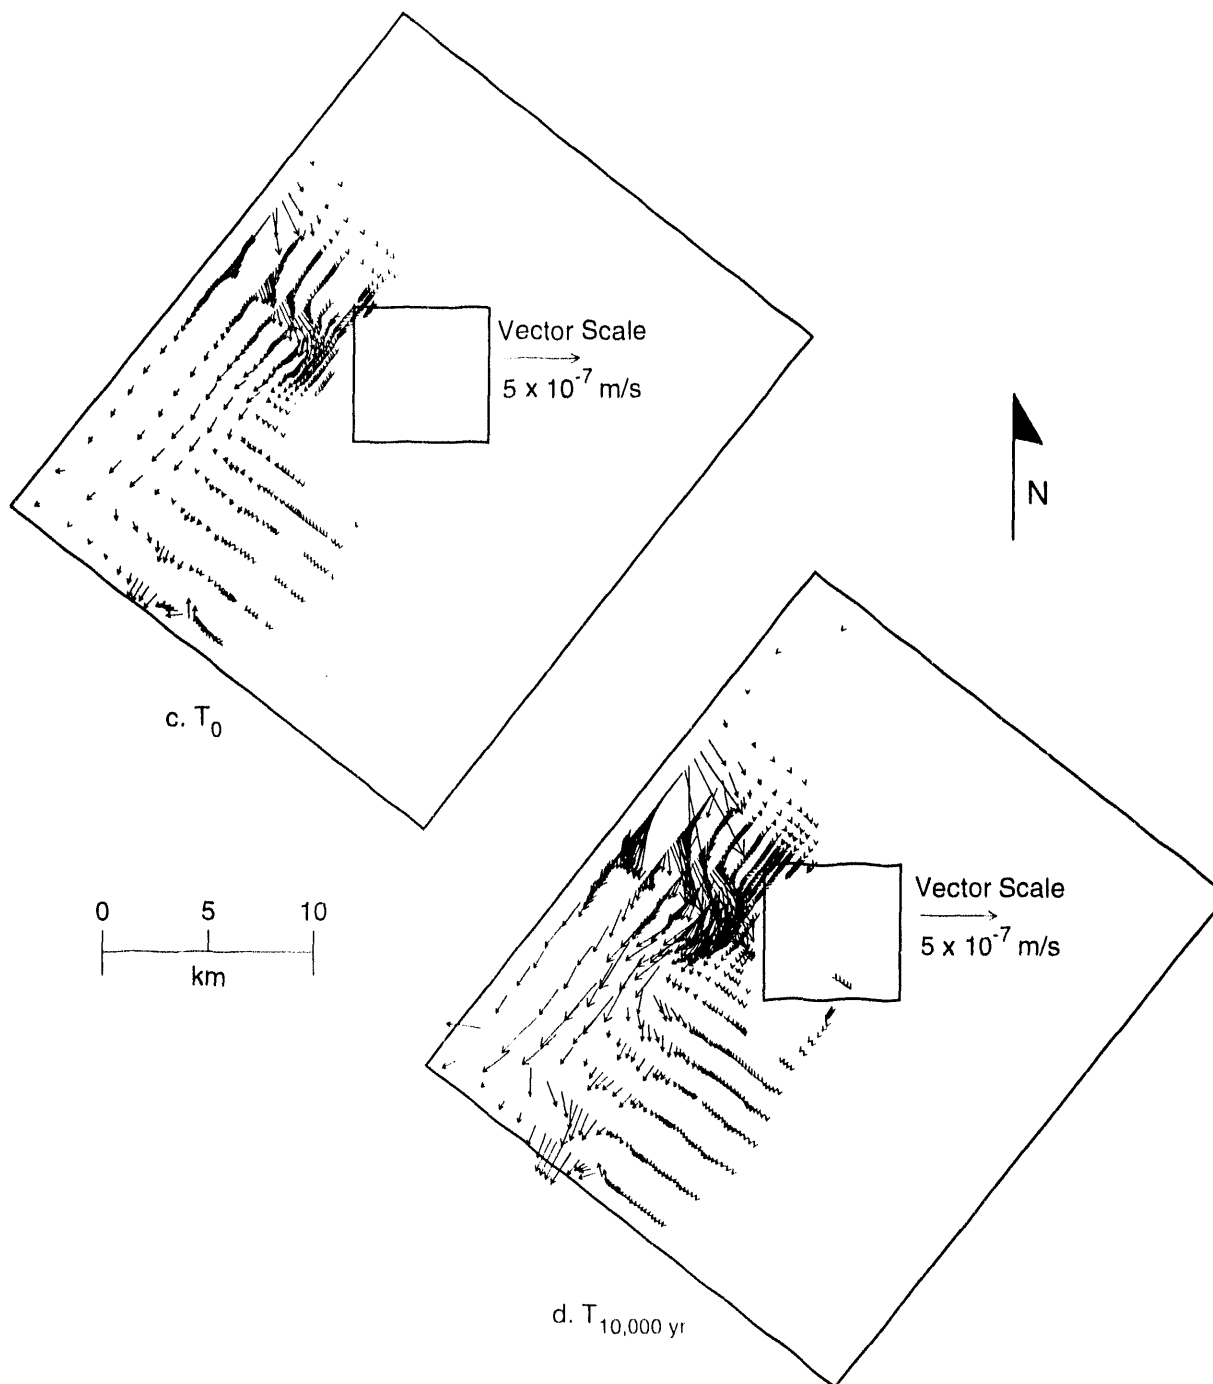 Vector Scale
5 x 10⁻⁷ m/s
N
c. T₀
0 5 10
km
Vector Scale
5 x 10⁻⁷ m/s
d. T₁₀,₀₀₀ yr